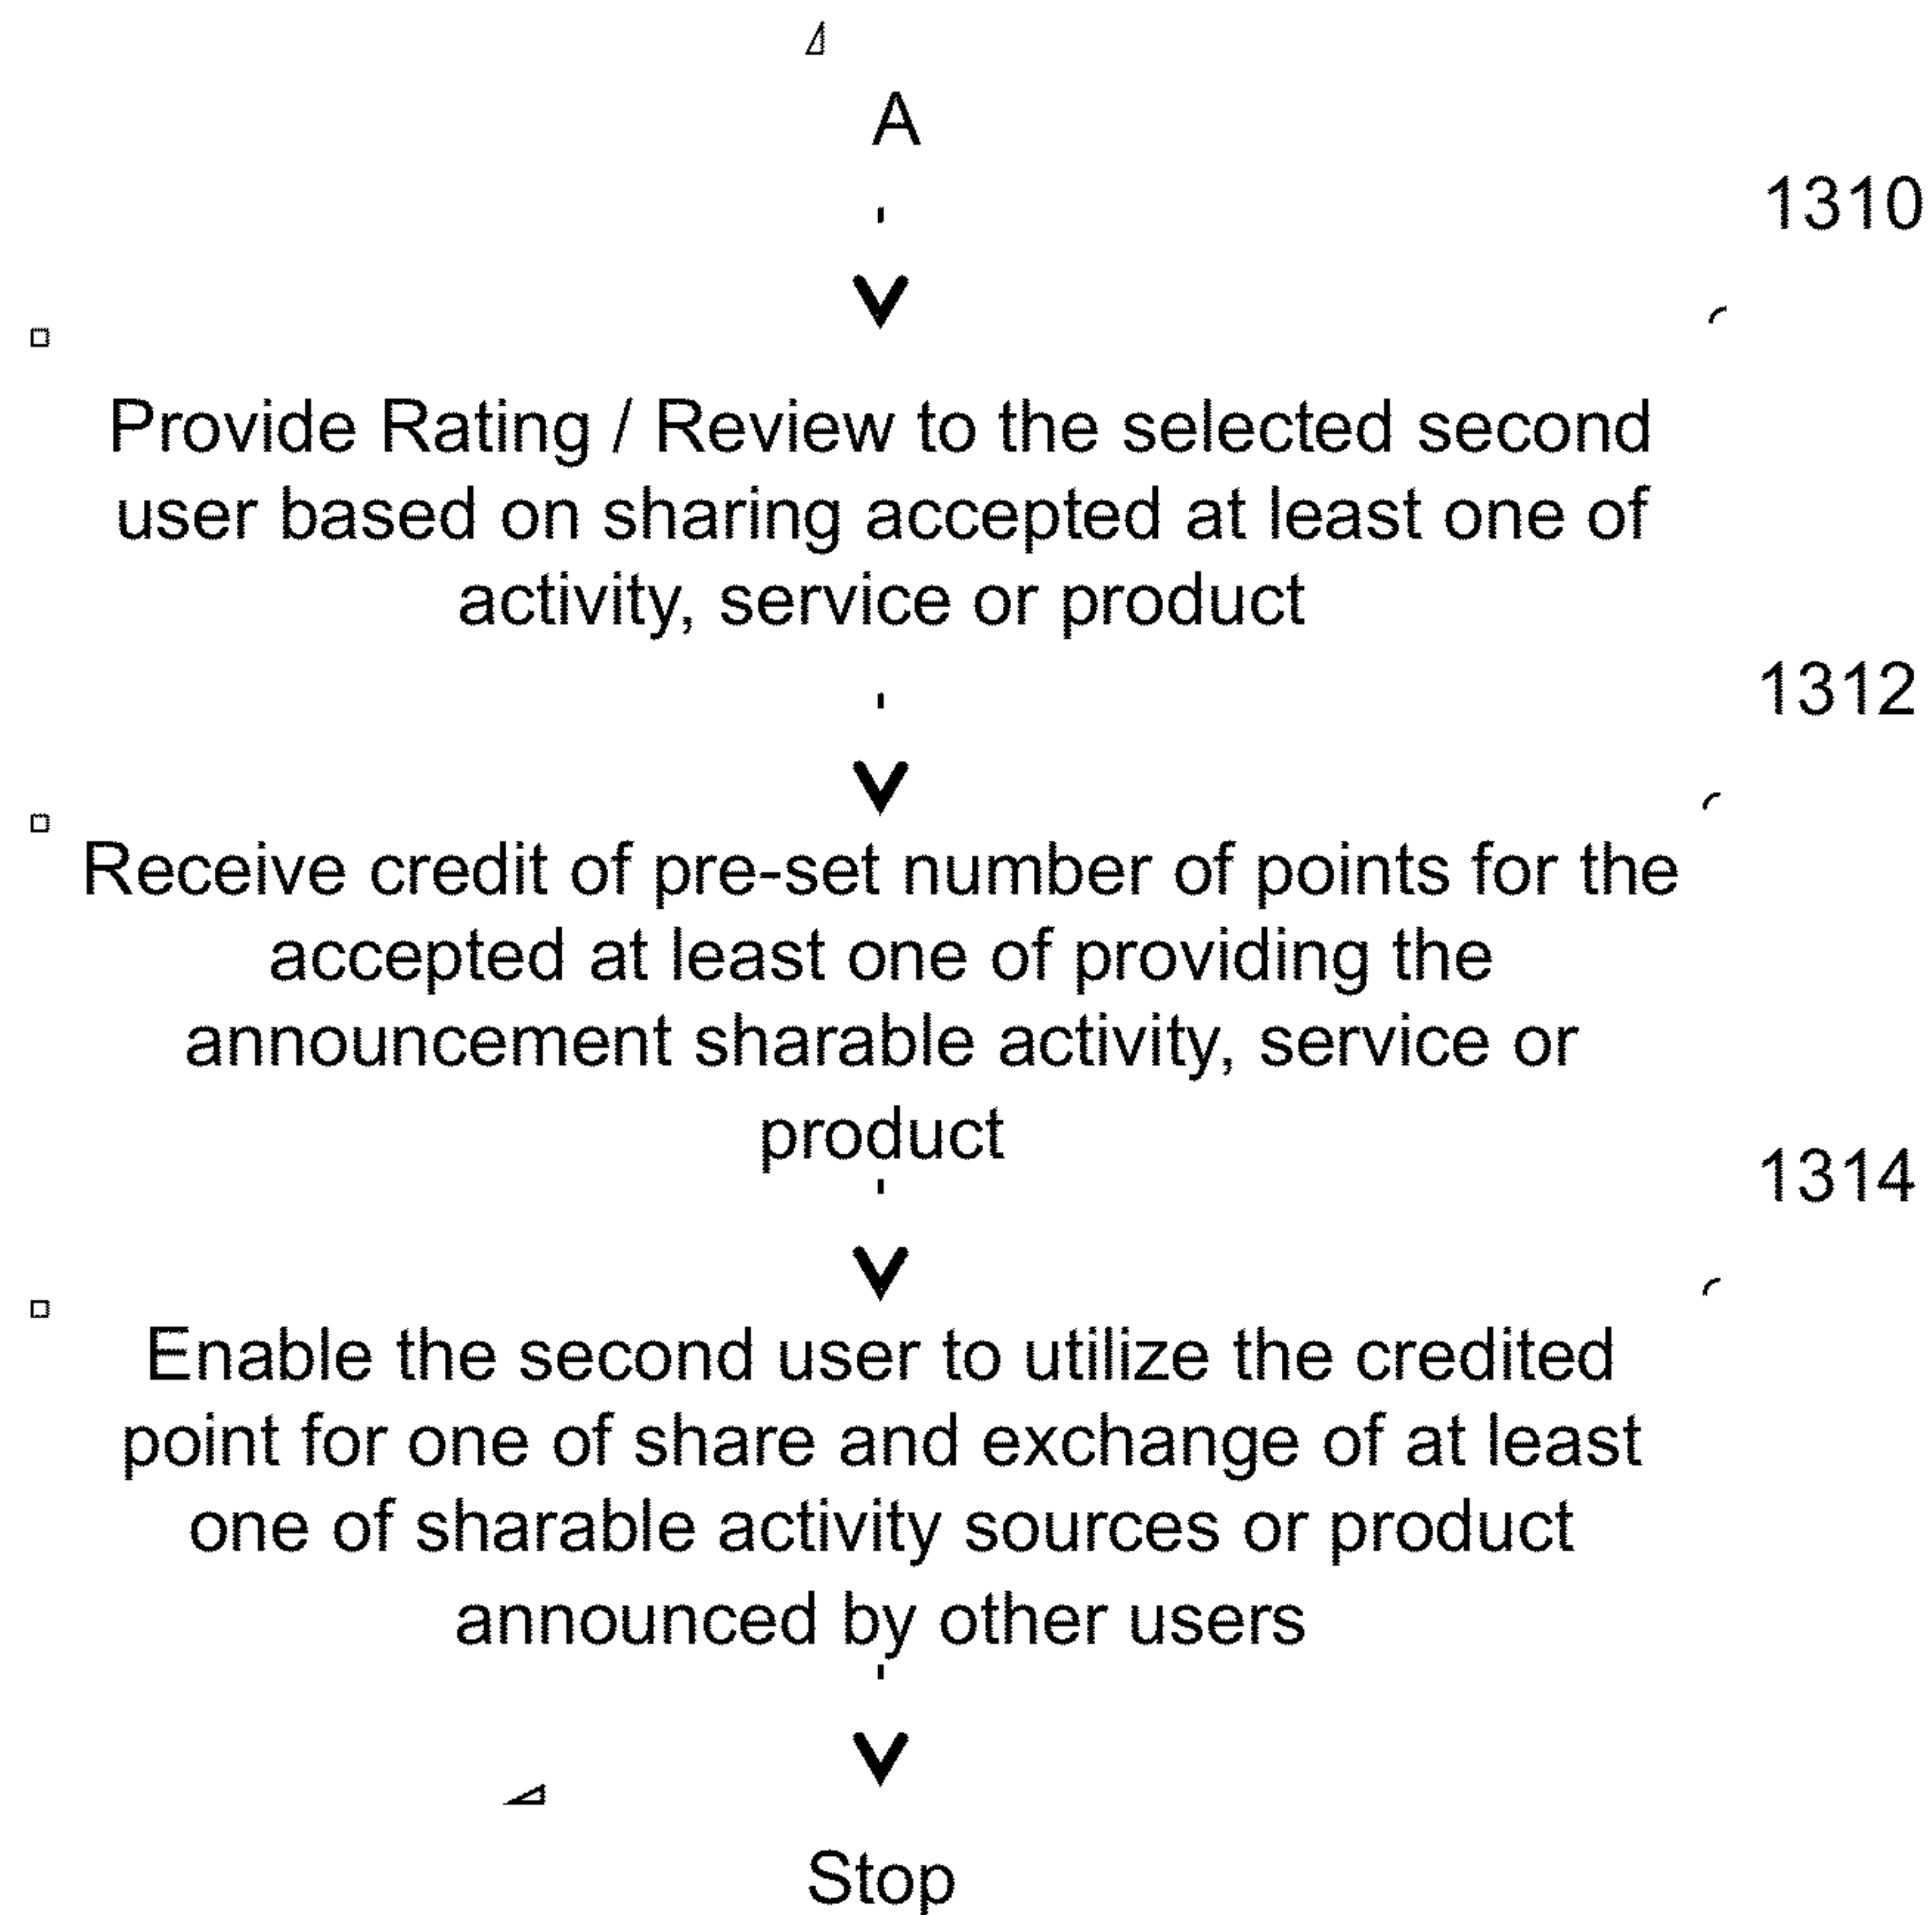 A
1310
Provide Rating / Review to the selected second
user based on sharing accepted at least one of
activity, service or product
1312
Receive credit of pre-set number of points for the
accepted at least one of providing the
announcement sharable activity, service or
product
1314
Enable the second user to utilize the credited
point for one of share and exchange of at least
one of sharable activity sources or product
announced by other users
Stop